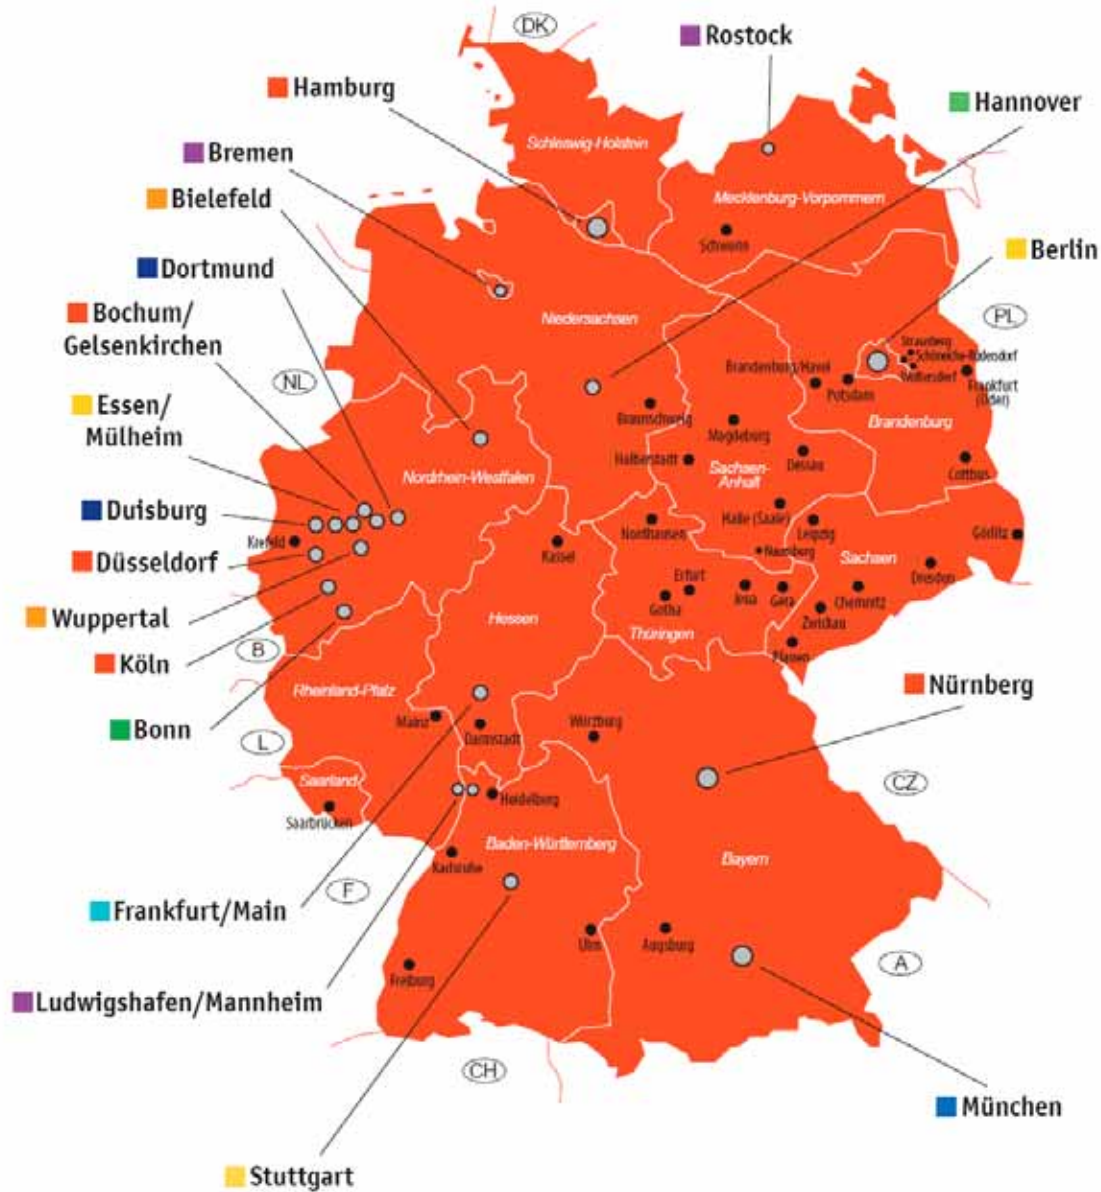 DK
Rostock
Hamburg
Hannover
Schleswig-Holstein
Bremen
Mecklenburg-Vorpommern
Bielefeld
Schwerin
Berlin
Dortmund
Bochum/
Gelsenkirchen
Niedersachsen
PL
Strausberg
Schöneiche-Rüdersdorf
Woltersdorf
Brandenburg/Havel
Potsdam
Frankfurt
(Oder)
NL
Essen/
Mülheim
Braunschweig
Magdeburg
Brandenburg
Halberstadt
Sachsen-
Anhalt
Dessau
Cottbus
Nordrhein-Westfalen
Duisburg
Krefeld
Halle (Saale)
Leipzig
Nordhausen
Görlitz
Düsseldorf
Kassel
Naumburg
Sachsen
Dresden
Erfurt
Gotha
Jena
Gera
Chemnitz
Zwickau
Wuppertal
Hessen
Thüringen
Plauen
B
Köln
Rheinland-Pfalz
Nürnberg
Bonn
Mainz
Darmstadt
Würzburg
L
Saarland
CZ
Saarbrücken
Heidelberg
Baden-Württemberg
Bayern
Karlsruhe
F
Frankfurt/Main
Ulm
Augsburg
A
Freiburg
Ludwigshafen/Mannheim
CH
München
Stuttgart